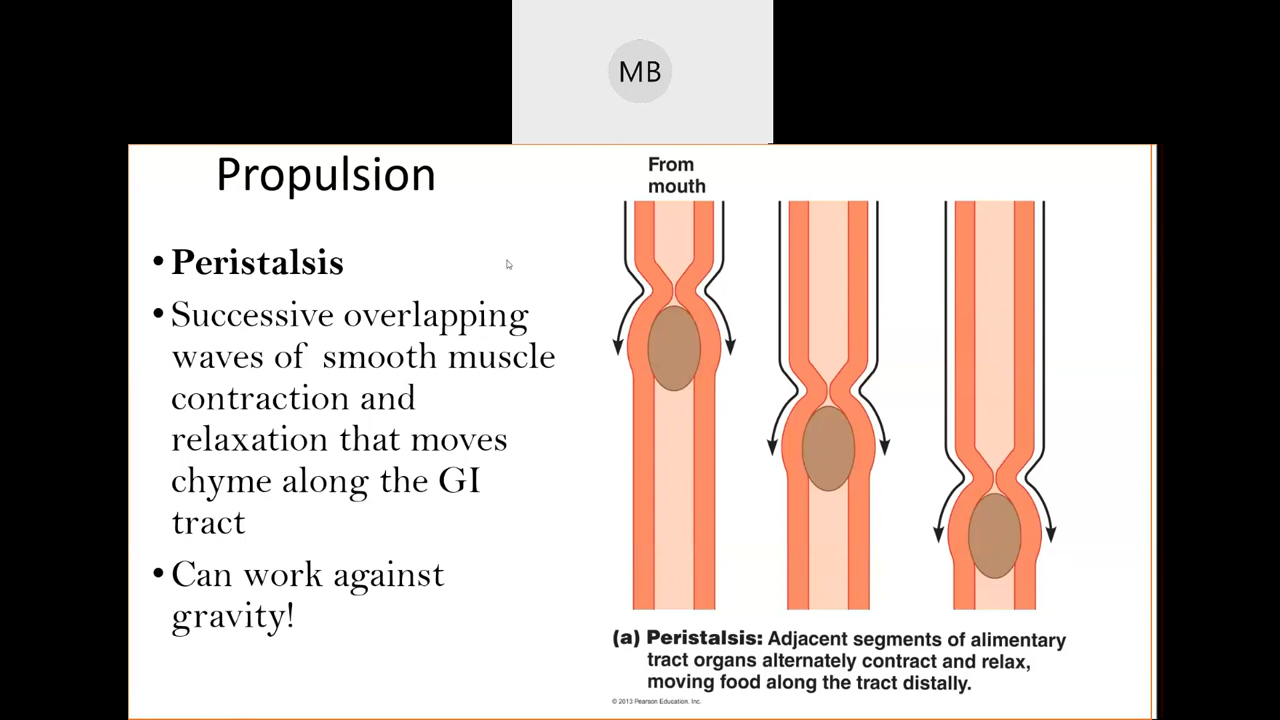 MB
Propulsion
• Peristalsis
• Successive overlapping
waves of smooth muscle
contraction and
relaxation that moves
chyme along the GI
tract
• Can work against
gravity!
From
mouth
(a) Peristalsis: Adjacent segments of alimentary
tract organs alternately contract and relax,
moving food along the tract distally.
© 2013 Pearson Education, Inc.